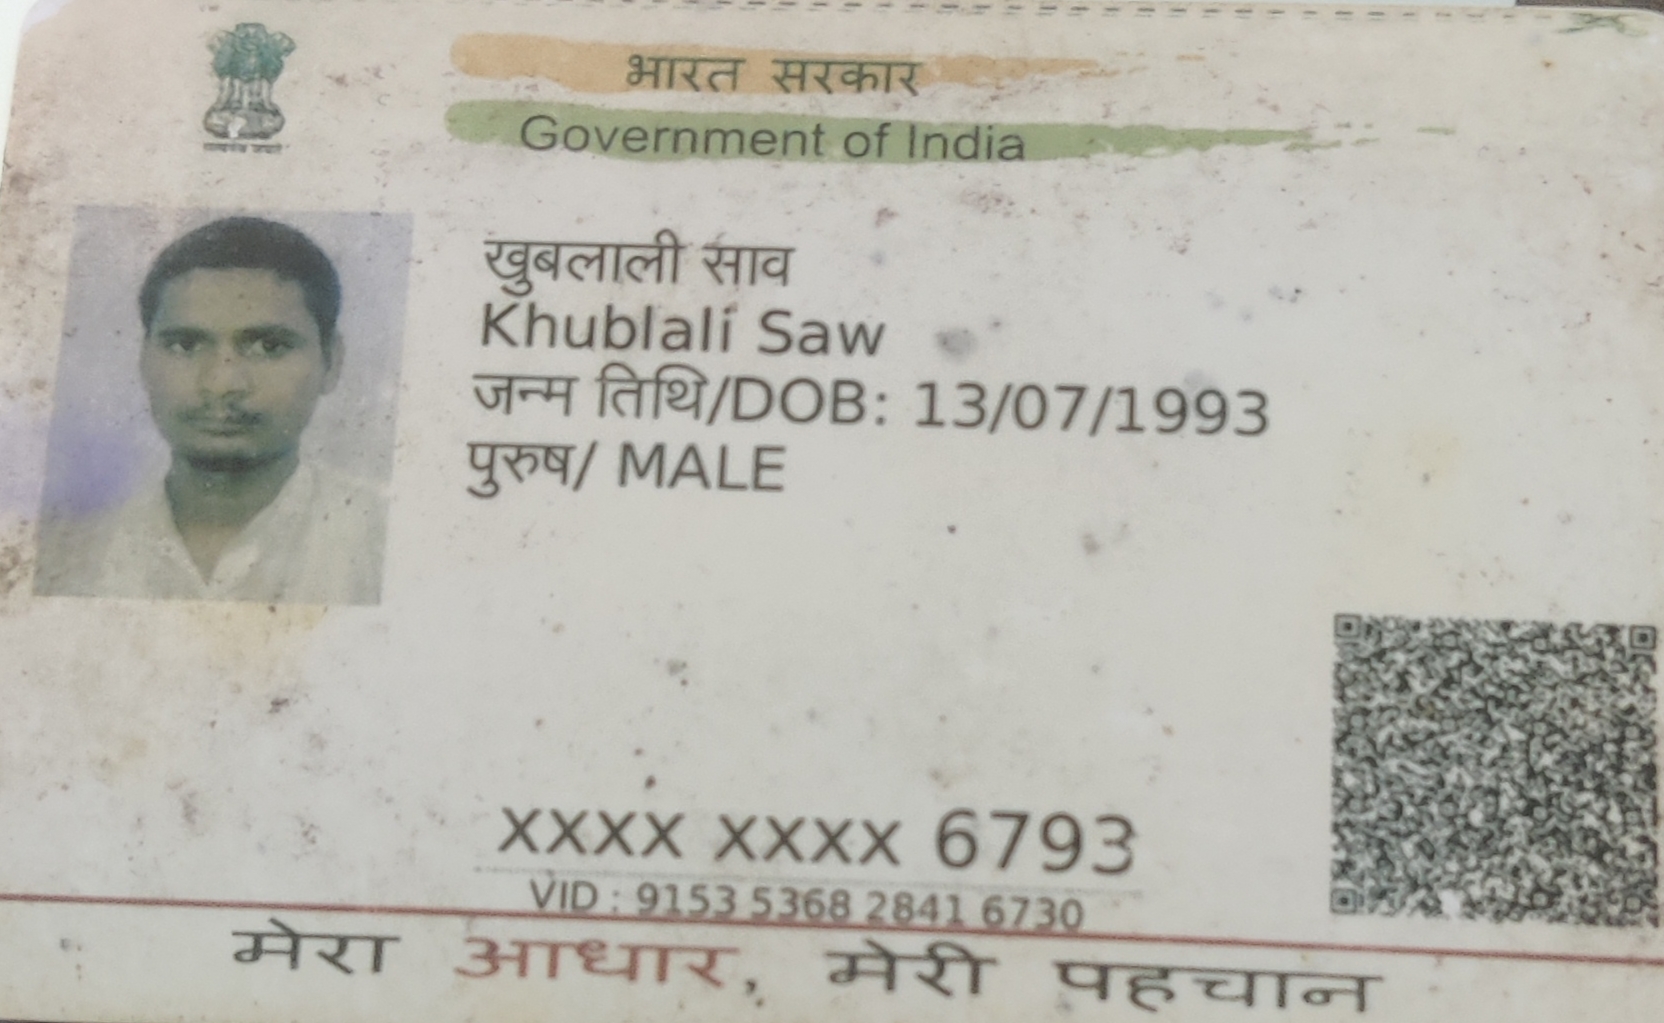 भारत सरकार
Government of India
खुबलाली साव
Khublali Saw
जन्म तिथि/DOB: 13/07/1993
पुरुष/ MALE
XXXX XXXX 6793
VID : 9153 5368 2841 6730
मेरा आधार, मेरी पहचान